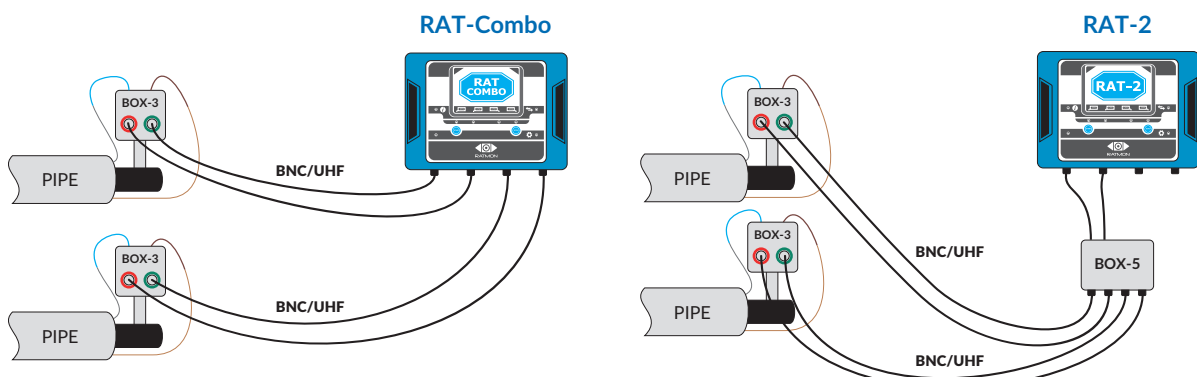 RAT-Combo
RAT
COMBO
RATMON
BOX-3
BNC/UHF
PIPE
BOX-3
BNC/UHF
PIPE
RAT-2
RAT-2
RATMON
BOX-3
BNC/UHF
PIPE
BOX-3
BOX-5
PIPE
BNC/UHF